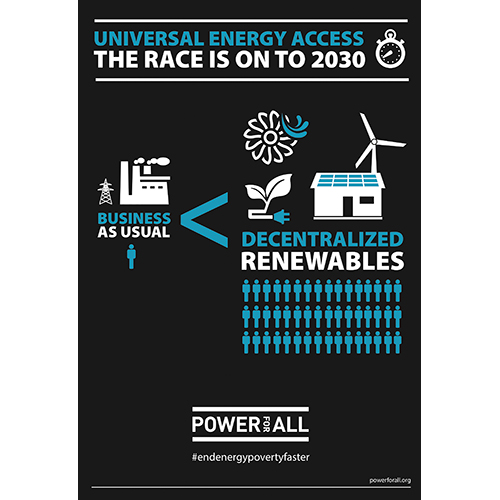 UNIVERSAL ENERGY ACCESS
THE RACE IS ON TO 2030
BUSINESS
AS USUAL
<
DECENTRALIZED
RENEWABLES
POWER FOR ALL
#endenergypovertyfaster
powerforall.org